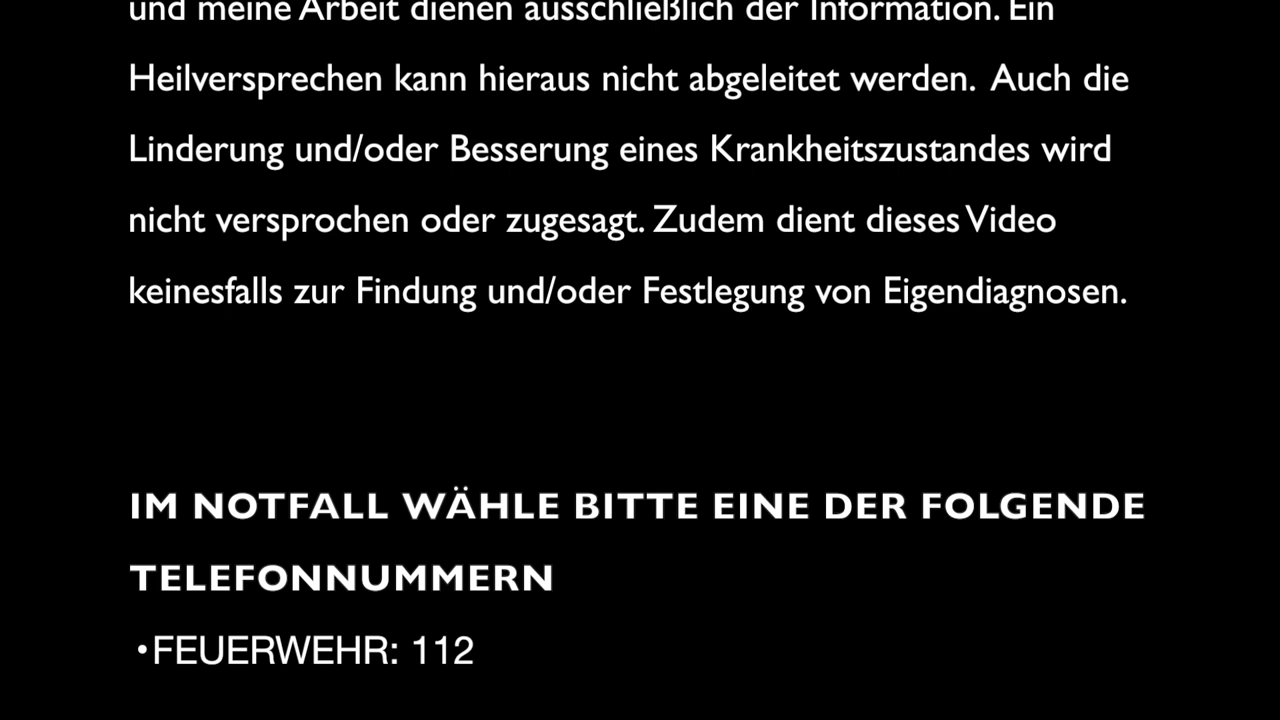 und meine Arbeit dienen ausschließlich der Information. Ein
Heilversprechen kann hieraus nicht abgeleitet werden. Auch die
Linderung und/oder Besserung eines Krankheitszustandes wird
nicht versprochen oder zugesagt. Zudem dient dieses Video
keinesfalls zur Findung und/oder Festlegung von Eigendiagnosen.
IM NOTFALL WÄHLE BITTE EINE DER FOLGENDE
TELEFONNUMMERN
•FEUERWEHR: 112